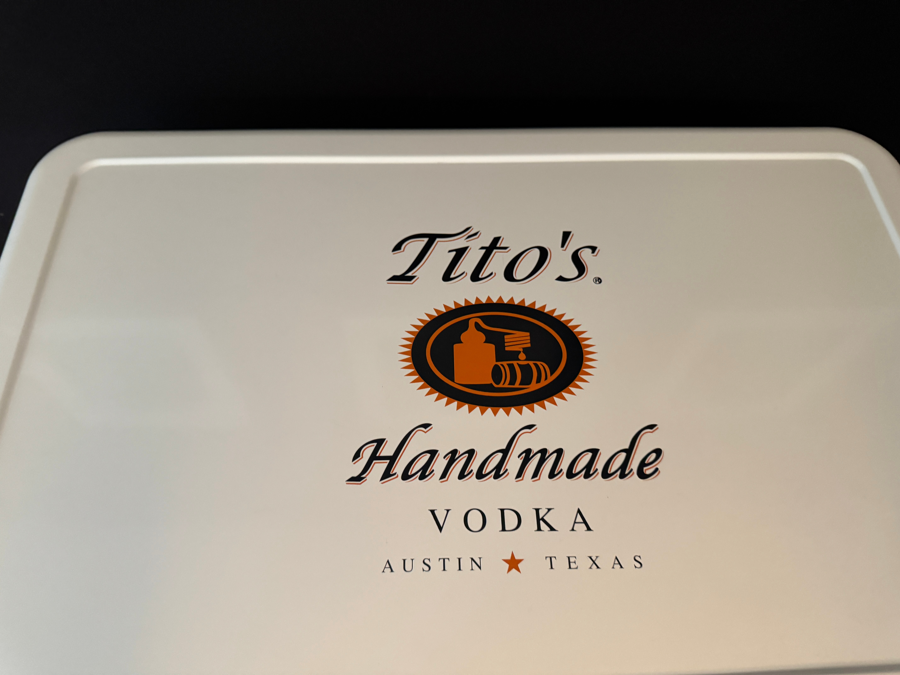 Tito's®
Handmade
VODKA
AUSTIN ★ TEXAS